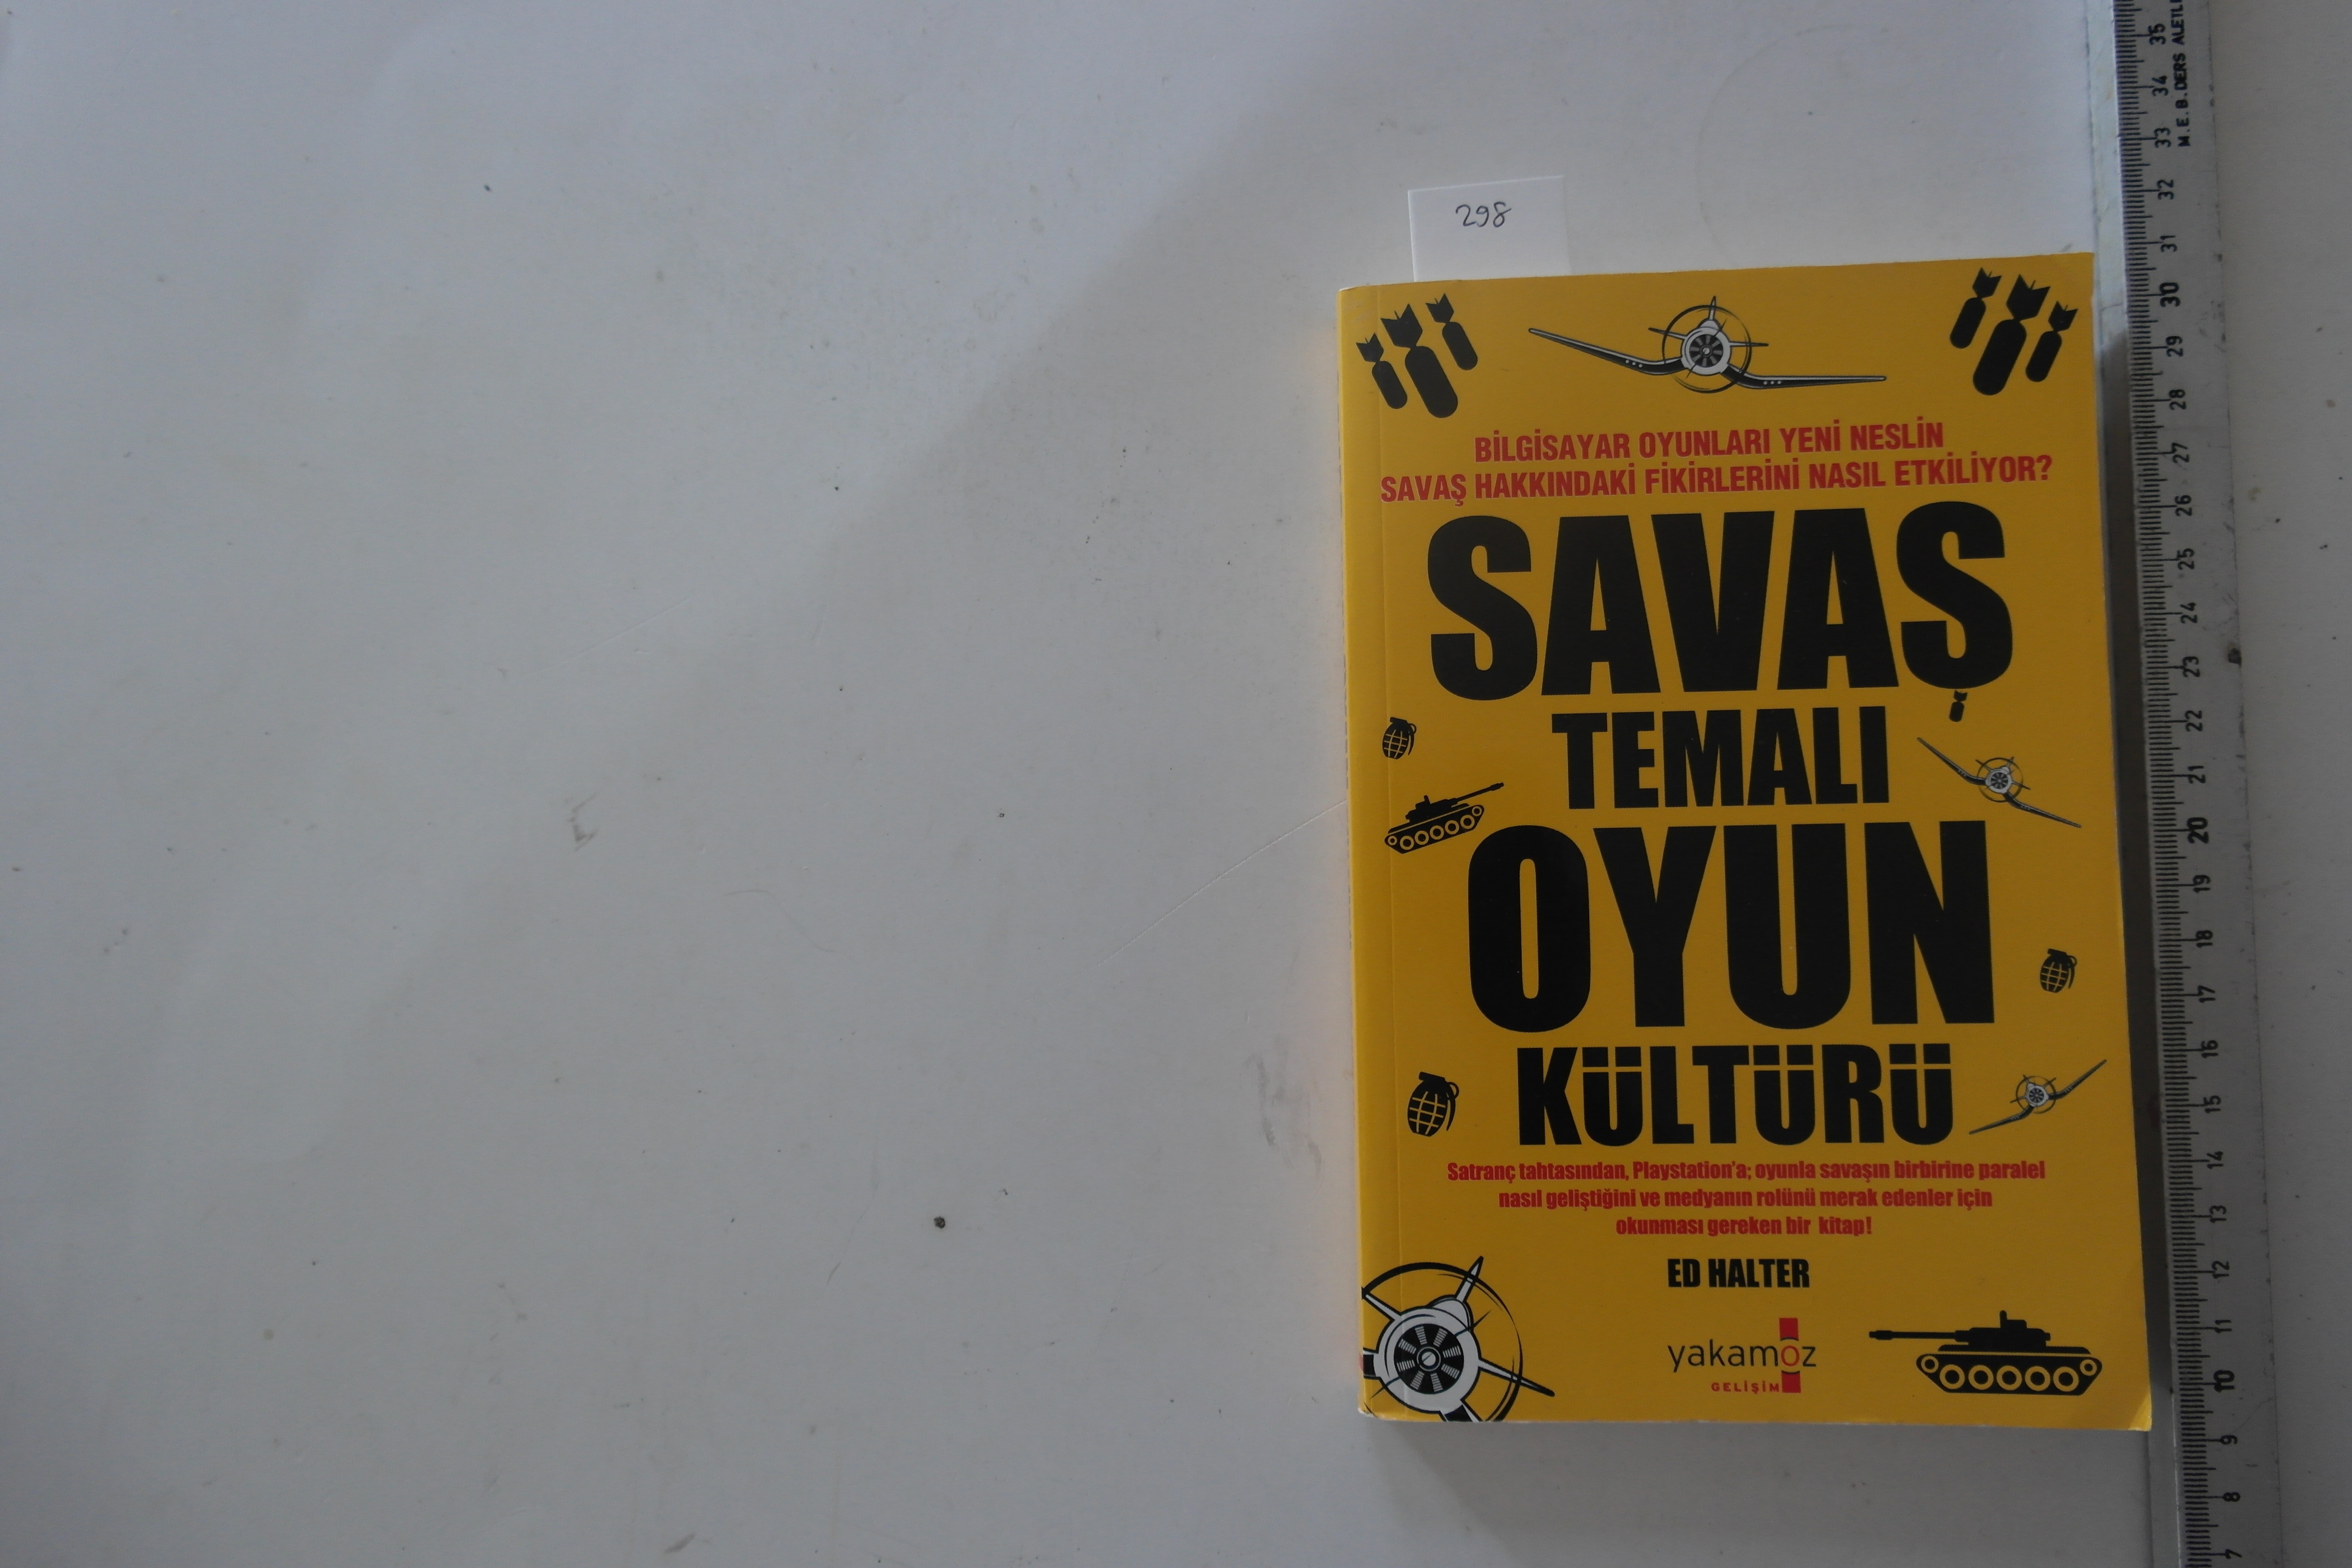 298
BİLGİSAYAR OYUNLARI YENİ NESLİN
SAVAŞ HAKKINDAKİ FİKİRLERİNİ NASIL ETKİLİYOR?
SAVAŞ
TEMALI
OYUN
KÜLTÜRÜ
Satranç tahtasından, Playstation'a; oyunla savaşın birbirine paralel
nasıl geliştiğini ve medyanın rolünü merak edenler için
okunması gereken bir kitap!
ED HALTER
yakamoz
GELİŞİM
M.E.B.DERS ALETL
35
34
33
32
31
30
29
28
27
26
25
24
23
22
21
20
19
18
17
16
15
14
13
12
11
10
9
8
7